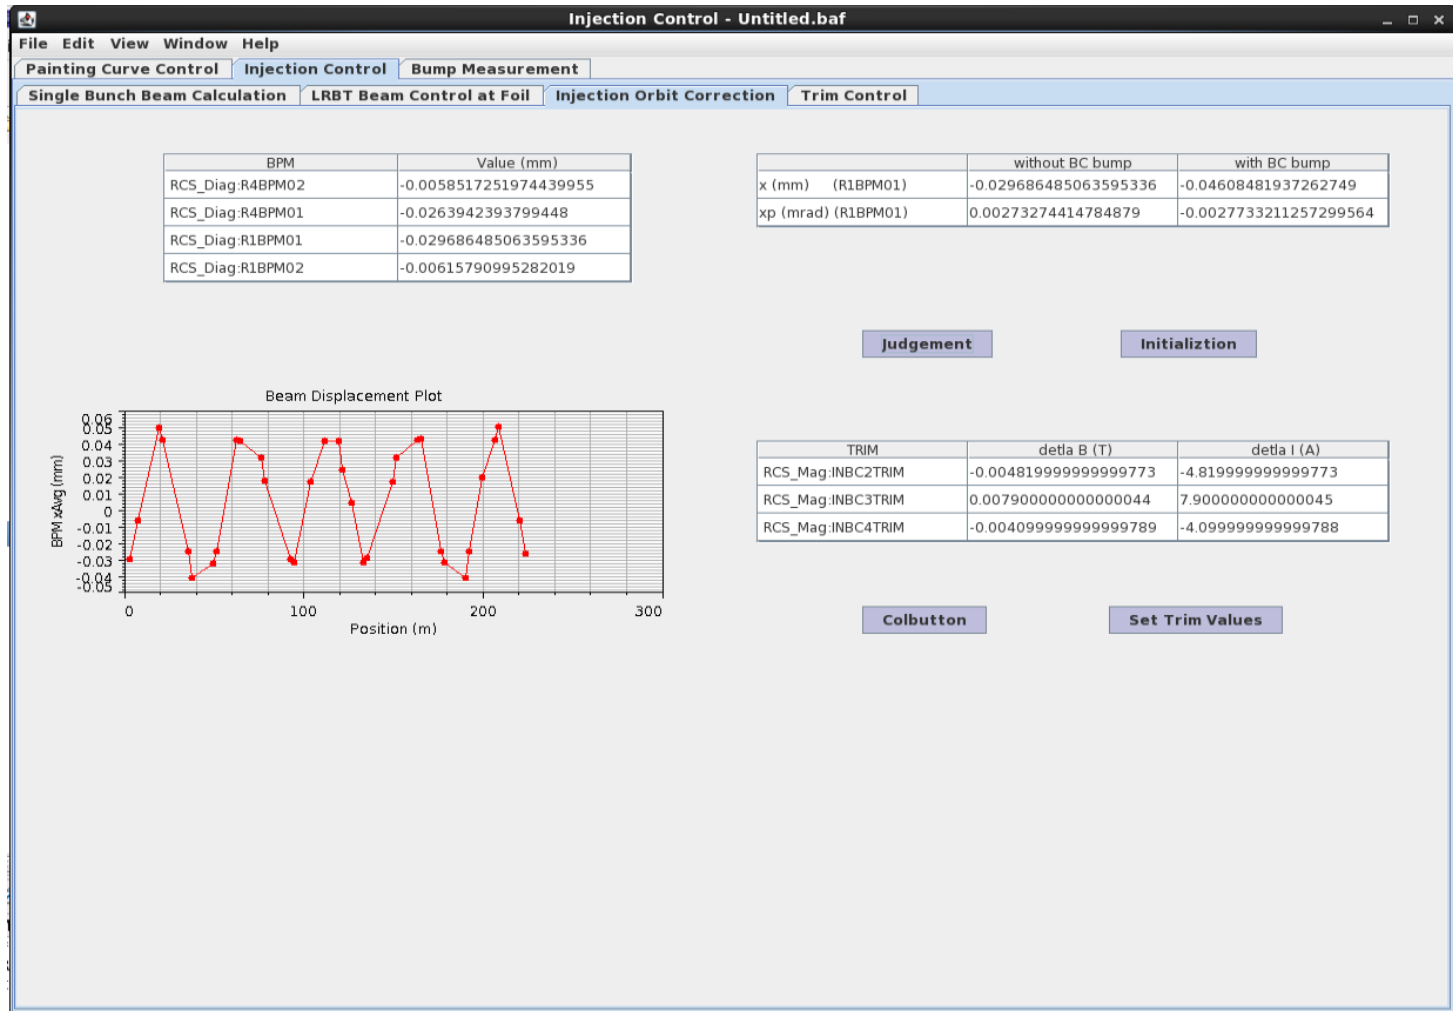 Injection Control - Untitled.baf
File Edit View Window Help
Painting Curve Control Injection Control Bump Measurement
Single Bunch Beam Calculation LRBT Beam Control at Foil Injection Orbit Correction Trim Control
BPM Value (mm)
RCS_Diag:R4BPM02 -0.0058517251974439955
RCS_Diag:R4BPM01 -0.0263942393799448
RCS_Diag:R1BPM01 -0.029686485063595336
RCS_Diag:R1BPM02 -0.00615790995282019
without BC bump with BC bump
x (mm) (R1BPM01) -0.029686485063595336 -0.04608481937262749
xp (mrad) (R1BPM01) 0.00273274414784879 -0.0027733211257299564
Judgement Initializtion
Beam Displacement Plot
BPM xAvg (mm)
0.06
0.05
0.04
0.03
0.02
0.01
0
-0.01
-0.02
-0.03
-0.04
-0.05
0 100 200 300
Position (m)
TRIM detla B (T) detla I (A)
RCS_Mag:INBC2TRIM -0.0048199999999999773 -4.819999999999773
RCS_Mag:INBC3TRIM 0.0079000000000000044 7.900000000000045
RCS_Mag:INBC4TRIM -0.0040999999999999789 -4.099999999999788
Colbutton Set Trim Values